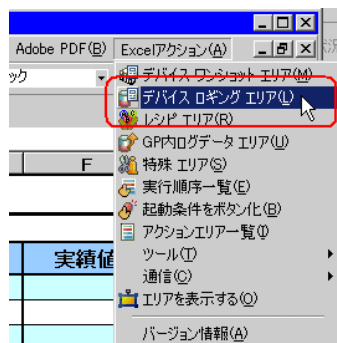 Adobe PDF(B) Excelアクション(A)
ック
デバイス ワンショット エリア(M)
デバイス ロギング エリア(L)
レシピ エリア(R)
GP内ログデータ エリア(U)
F
特殊 エリア(S)
実行順序一覧(E)
起動条件をボタン化(B)
アクションエリア一覧(I)
実績値
ツール(T)
通信(C)
エリアを表示する(O)
バージョン情報(A)